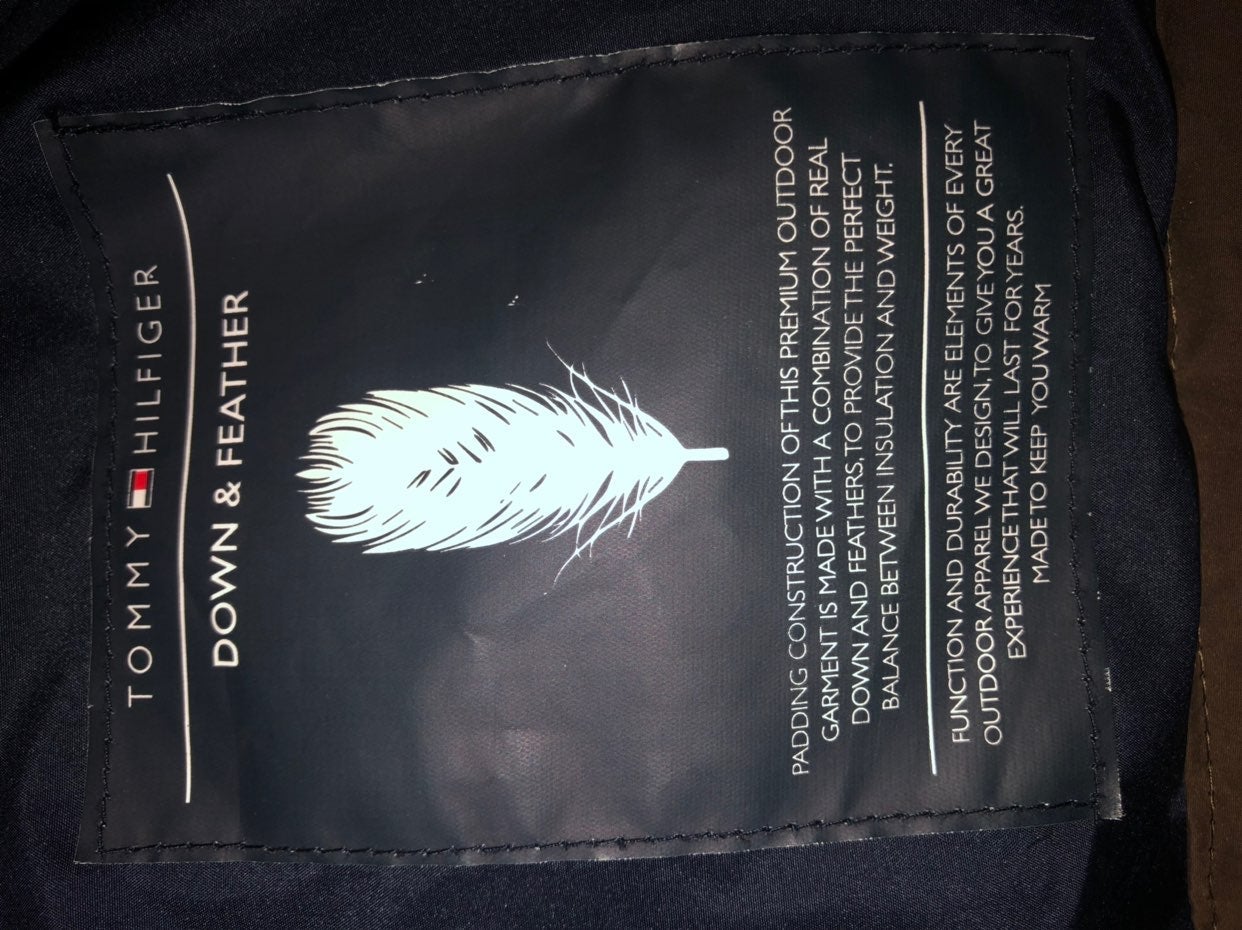 TOMMY HILFIGER
DOWN & FEATHER
PADDING CONSTRUCTION OF THIS PREMIUM OUTDOOR
GARMENT IS MADE WITH A COMBINATION OF REAL
DOWN AND FEATHERS, TO PROVIDE THE PERFECT
BALANCE BETWEEN INSULATION AND WEIGHT.
FUNCTION AND DURABILITY ARE ELEMENTS OF EVERY
OUTDOOR APPAREL WE DESIGN, TO GIVE YOU A GREAT
EXPERIENCE THAT WILL LAST FOR YEARS.
MADE TO KEEP YOU WARM